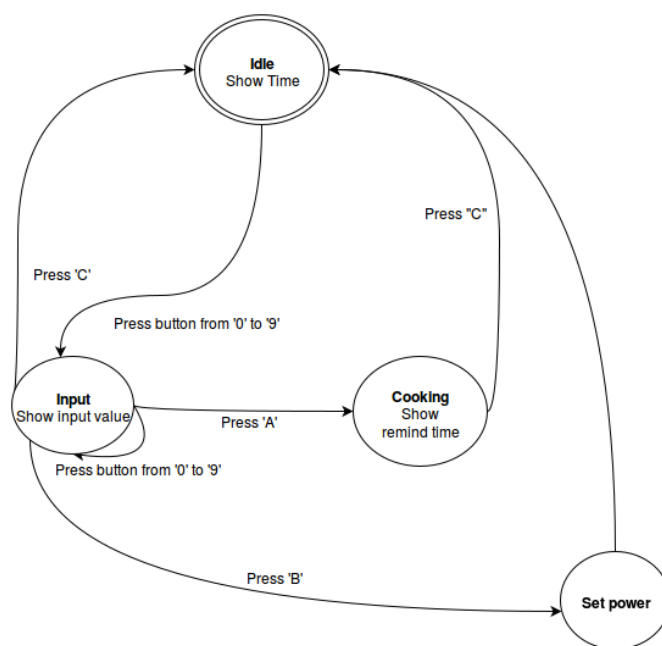 Idle
Show Time
Press "C"
Press 'C'
Press button from '0' to '9'
Input
Show input value
Press 'A'
Cooking
Show
remind time
Press button from '0' to '9'
Press 'B'
Set power